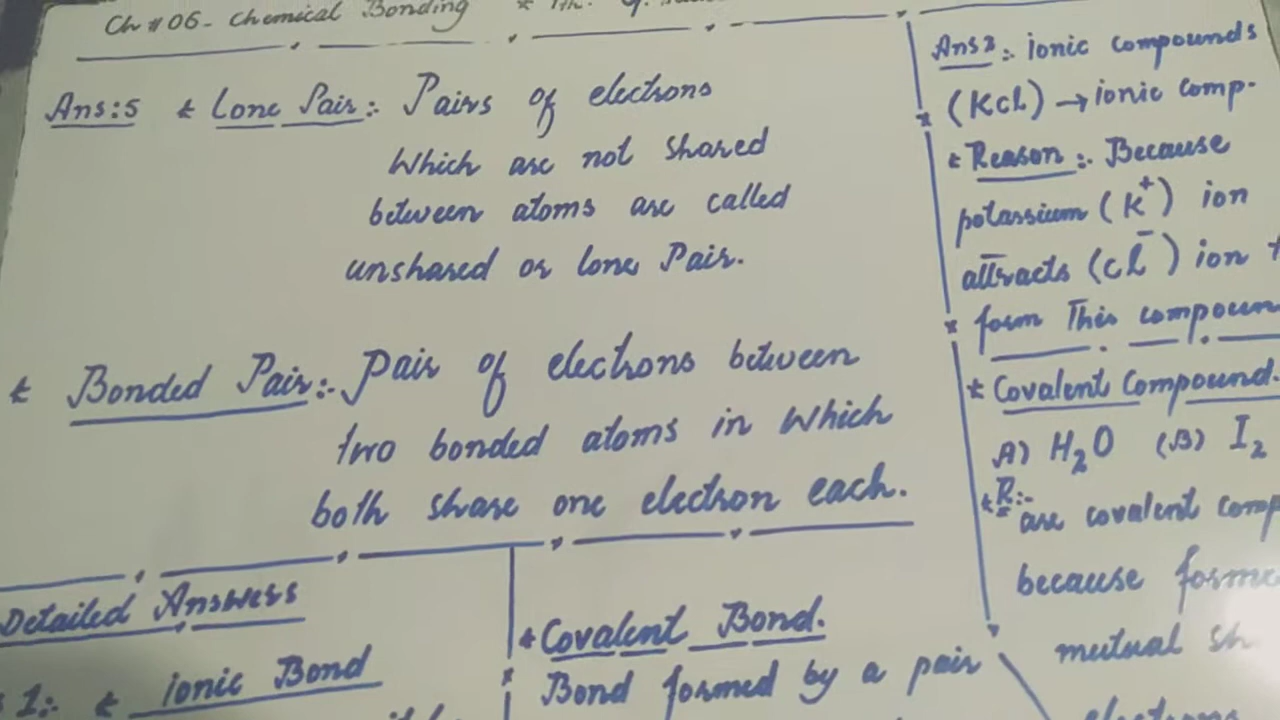 Ch # 06 - Chemical Bonding
Ans:5 * Lone Pair:- Pairs of electrons
Which are not shared
between atoms are called
unshared or lone Pair.
* Bonded Pair:- Pair of electrons between
two bonded atoms in Which
both share one electron each.
Detailed Answers
1:- * ionic Bond
* Covalent Bond.
Bond formed by a pair
Ans 2:- ionic compounds
(KCl) → ionic comp.
* Reason:- Because
potassium (K⁺) ion
attracts (Cl⁻) ion
form This compoun
* Covalent Compound.
A) H₂O (B) I₂
* R:-
are covalent comp
because forme
mutual sh
electrons